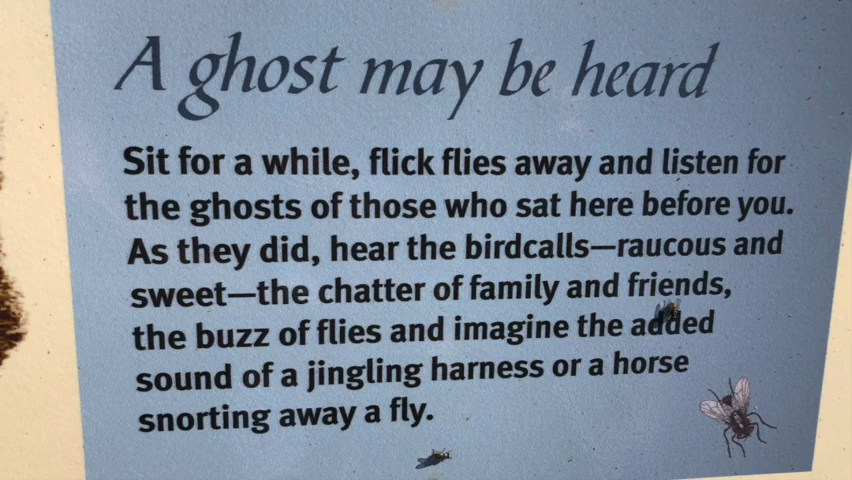 A ghost may be heard
Sit for a while, flick flies away and listen for
the ghosts of those who sat here before you.
As they did, hear the birdcalls—raucous and
sweet—the chatter of family and friends,
the buzz of flies and imagine the added
sound of a jingling harness or a horse
snorting away a fly.